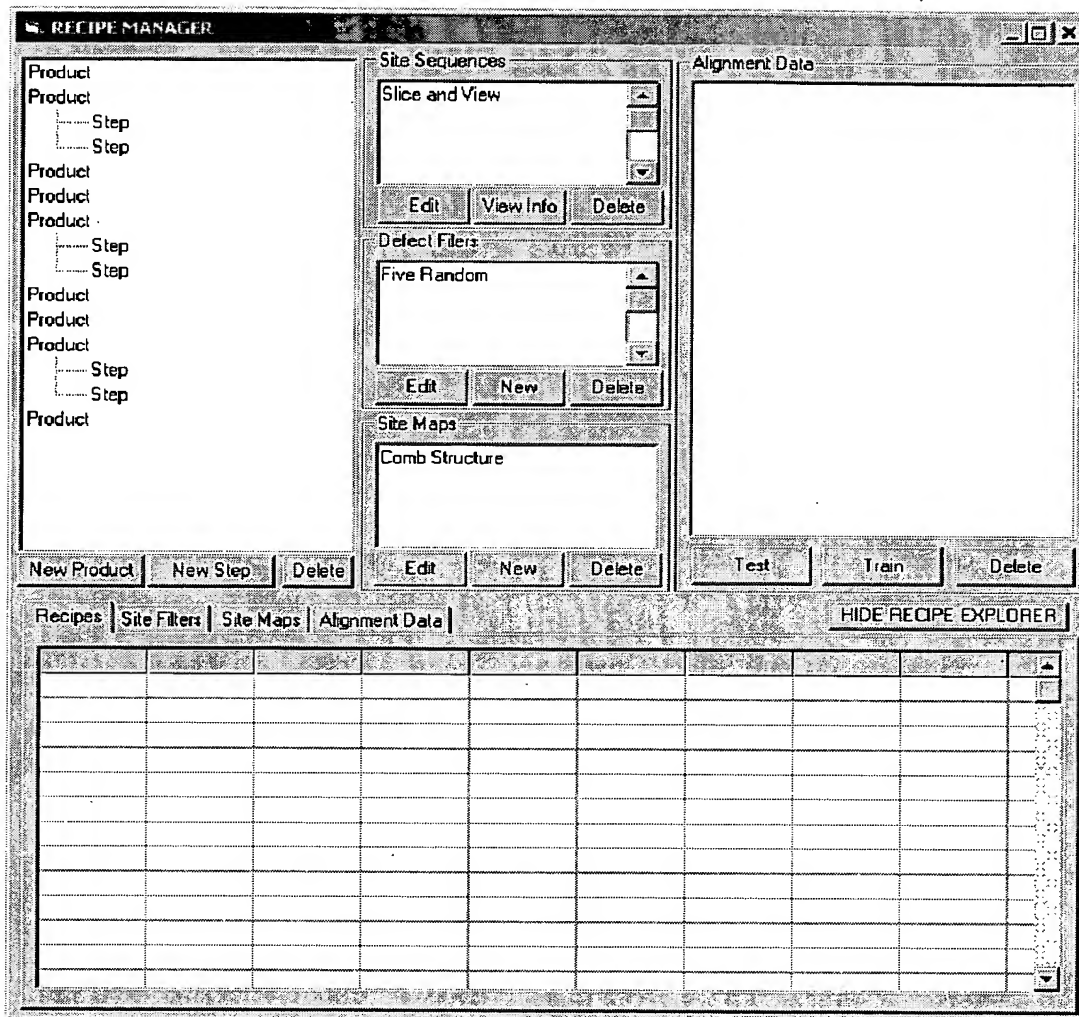 RECIPE MANAGER
Product
Product
Step
Step
Product
Product
Product
Step
Step
Product
Product
Product
Step
Step
Product
New Product New Step Delete
Site Sequences
Slice and View
Edit View Info Delete
Defect Filers
Five Random
Edit New Delete
Site Maps
Comb Structure
Edit New Delete
Alignment Data
Test Train Delete
Recipes Site Filters Site Maps Alignment Data
HIDE RECIPE EXPLORER